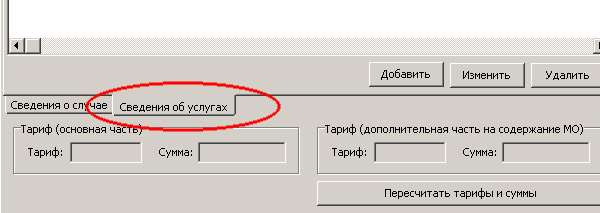 Добавить Изменить Удалить
Сведения о случае Сведения об услугах
Тариф (основная часть) Тариф (дополнительная часть на содержание МО)
Тариф: Сумма: Тариф: Сумма:
Пересчитать тарифы и суммы